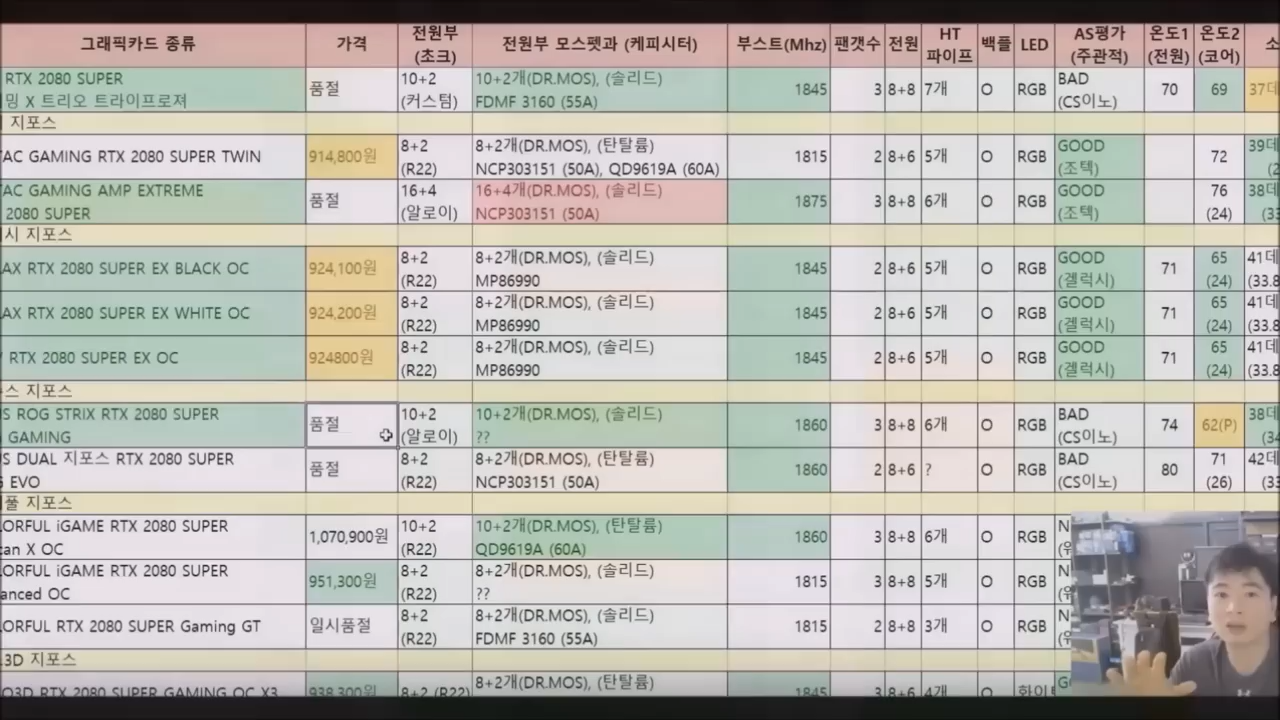 그래픽카드 종류 가격 전원부 (초크) 전원부 모스펫과 (케피시터) 부스트(Mhz) 팬갯수 전원 HT 파이프 백플 LED AS평가 (주관적) 온도1 (전원) 온도2 (코어) 소
RTX 2080 SUPER 품절 10+2 10+2개(DR.MOS), (솔리드) 1845 3 8+8 7개 O RGB BAD 70 69 37데
밍 X 트리오 트라이프로져 (커스텀) FDMF 3160 (55A) (CS이노)
지포스
TAC GAMING RTX 2080 SUPER TWIN 914,800원 8+2 8+2개(DR.MOS), (탄탈륨) 1815 2 8+6 5개 O RGB GOOD 72 39데
(R22) NCP303151 (50A), QD9619A (60A) (조텍)
TAC GAMING AMP EXTREME 품절 16+4 16+4개(DR.MOS), (솔리드) 1875 3 8+8 6개 O RGB GOOD 76 38데
2080 SUPER (알로이) NCP303151 (50A) (조텍) (24)
시 지포스
AX RTX 2080 SUPER EX BLACK OC 924,100원 8+2 8+2개(DR.MOS), (솔리드) 1845 2 8+6 5개 O RGB GOOD 71 65 41데
(R22) MP86990 (겔럭시) (24) (33.8
AX RTX 2080 SUPER EX WHITE OC 924,200원 8+2 8+2개(DR.MOS), (솔리드) 1845 2 8+6 5개 O RGB GOOD 71 65 41데
(R22) MP86990 (겔럭시) (24) (33.8
RTX 2080 SUPER EX OC 924800원 8+2 8+2개(DR.MOS), (솔리드) 1845 2 8+6 5개 O RGB GOOD 71 65 41데
(R22) MP86990 (겔럭시) (24) (33.8
스 지포스
S ROG STRIX RTX 2080 SUPER 품절 10+2 10+2개(DR.MOS), (솔리드) 1860 3 8+8 6개 O RGB BAD 74 62(P) 38데
GAMING (알로이) ?? (CS이노)
S DUAL 지포스 RTX 2080 SUPER 품절 8+2 8+2개(DR.MOS), (탄탈륨) 1860 2 8+6 ? O RGB BAD 80 71 42데
EVO (R22) NCP303151 (50A) (CS이노) (26)
풀 지포스
ORFUL iGAME RTX 2080 SUPER 1,070,900원 10+2 10+2개(DR.MOS), (탄탈륨) 1860 3 8+8 6개 O RGB N
can X OC (R22) QD9619A (60A)
ORFUL iGAME RTX 2080 SUPER 951,300원 8+2 8+2개(DR.MOS), (솔리드) 1815 3 8+8 5개 O RGB N
anced OC (R22) ??
ORFUL RTX 2080 SUPER Gaming GT 일시품절 8+2 8+2개(DR.MOS), (솔리드) 1815 2 8+8 3개 O RGB N
(R22) FDMF 3160 (55A)
3D 지포스
O3D RTX 2080 SUPER GAMING OC X3 938,300원 8+2 (R22) 8+2개(DR.MOS), (탄탈륨) 1845 3 8+6 4개 O